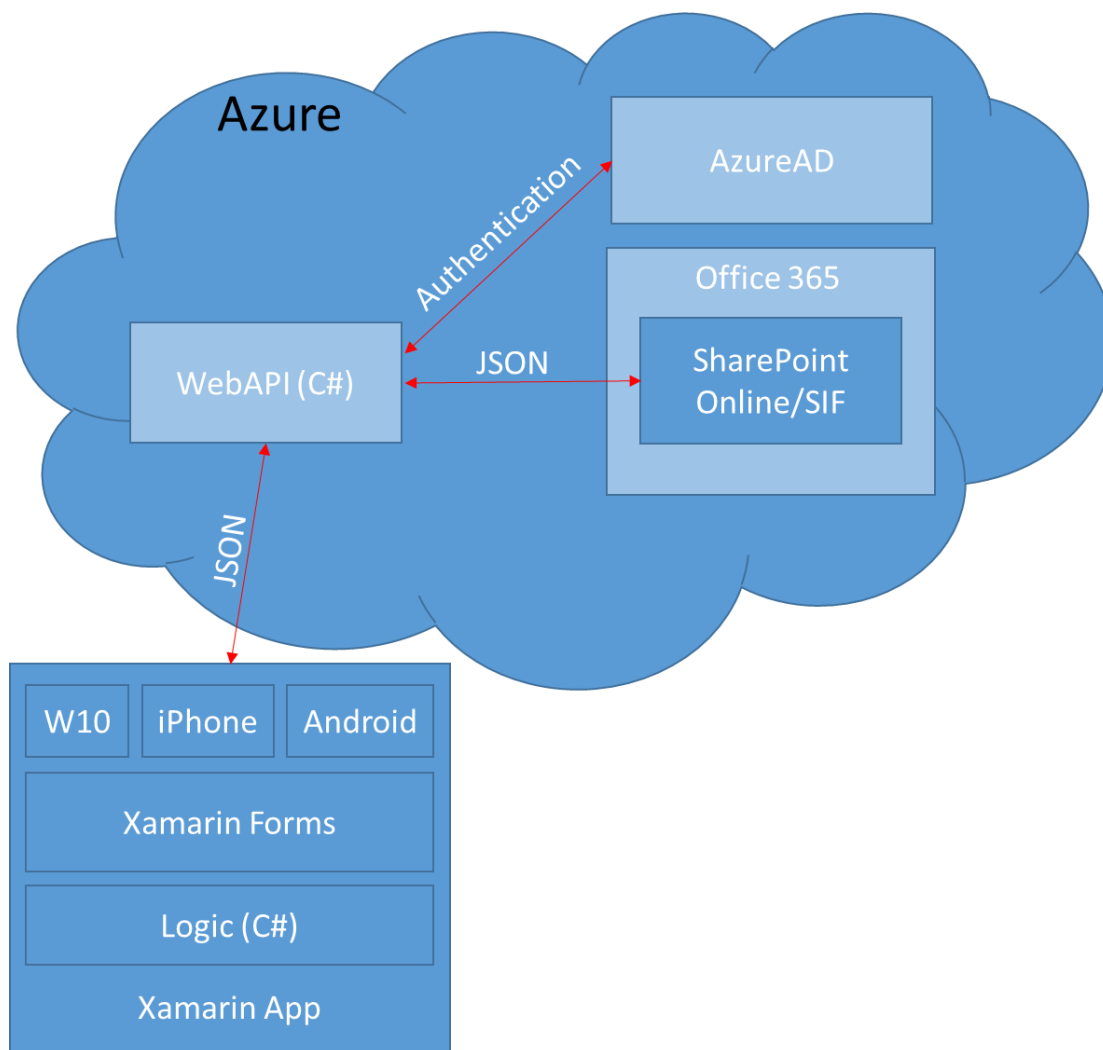 Azure
AzureAD
Authentication
Office 365
WebAPI (C#)
JSON
SharePoint
Online/SIF
JSON
W10
iPhone
Android
Xamarin Forms
Logic (C#)
Xamarin App